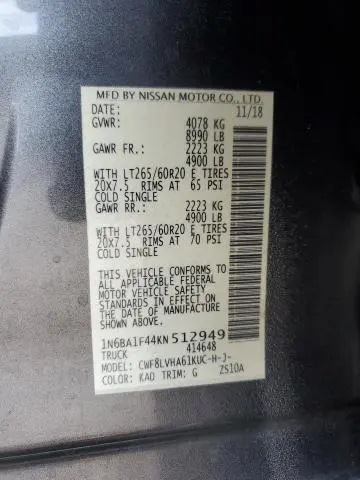 MFD BY NISSAN MOTOR CO., LTD.
DATE: 11/18
GVWR: 4078 KG
8990 LB
GAWR FR.: 2223 KG
4900 LB
WITH LT265/60R20 E TIRES
20x7.5 RIMS AT 65 PSI
COLD SINGLE
GAWR RR.: 2223 KG
4900 LB
WITH LT265/60R20 E TIRES
20x7.5 RIMS AT 70 PSI
COLD SINGLE
THIS VEHICLE CONFORMS TO
ALL APPLICABLE FEDERAL
MOTOR VEHICLE SAFETY
STANDARDS IN EFFECT ON
THE DATE OF MANUFACTURE
SHOWN ABOVE.
1N6BA1F44KN512949
TRUCK 414648
MODEL: CWF8LVHA61KUC-H-J-
COLOR: KAD TRIM: G ZS10A